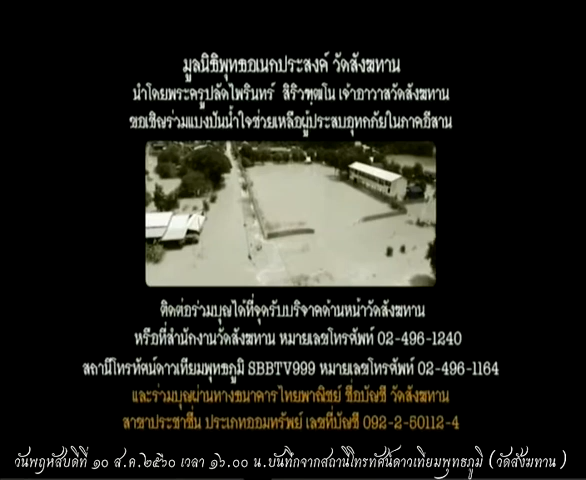 มูลนิธิพุทธอเนกประสงค์ วัดสังฆทาน
นำโดยพระครูปลัดไพรินทร์ สิริวฑฺฒโน เจ้าอาวาสวัดสังฆทาน
ขอเชิญร่วมแบ่งปันน้ำใจช่วยเหลือผู้ประสบอุทกภัยในภาคอีสาน
ติดต่อร่วมบุญได้ที่จุดรับบริจาคด้านหน้าวัดสังฆทาน
หรือที่สำนักงานวัดสังฆทาน หมายเลขโทรศัพท์ 02-496-1240
สถานีโทรทัศน์ดาวเทียมพุทธภูมิ SBBTV999 หมายเลขโทรศัพท์ 02-496-1164
และร่วมบุญผ่านทางธนาคารไทยพาณิชย์ ชื่อบัญชี วัดสังฆทาน
สาขาประชาชื่น ประเภทออมทรัพย์ เลขที่บัญชี 092-2-50112-4
วันพฤหัสบดีที่ ๑๐ ส.ค.๒๕๖๐ เวลา ๑๖.๐๐ น.บันทึกจากสถานีโทรทัศน์ดาวเทียมพุทธภูมิ (วัดสังฆทาน)